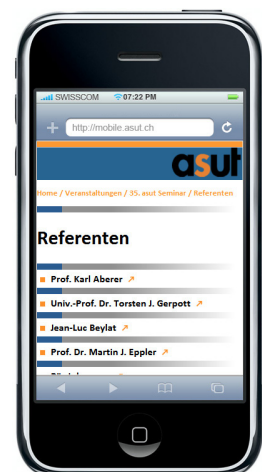 SWISSCOM 07:22 PM
http://mobile.asut.ch
asut
Home / Veranstaltungen / 35. asut Seminar / Referenten
Referenten
Prof. Karl Aberer
Univ.-Prof. Dr. Torsten J. Gerpott
Jean-Luc Beylat
Prof. Dr. Martin J. Eppler